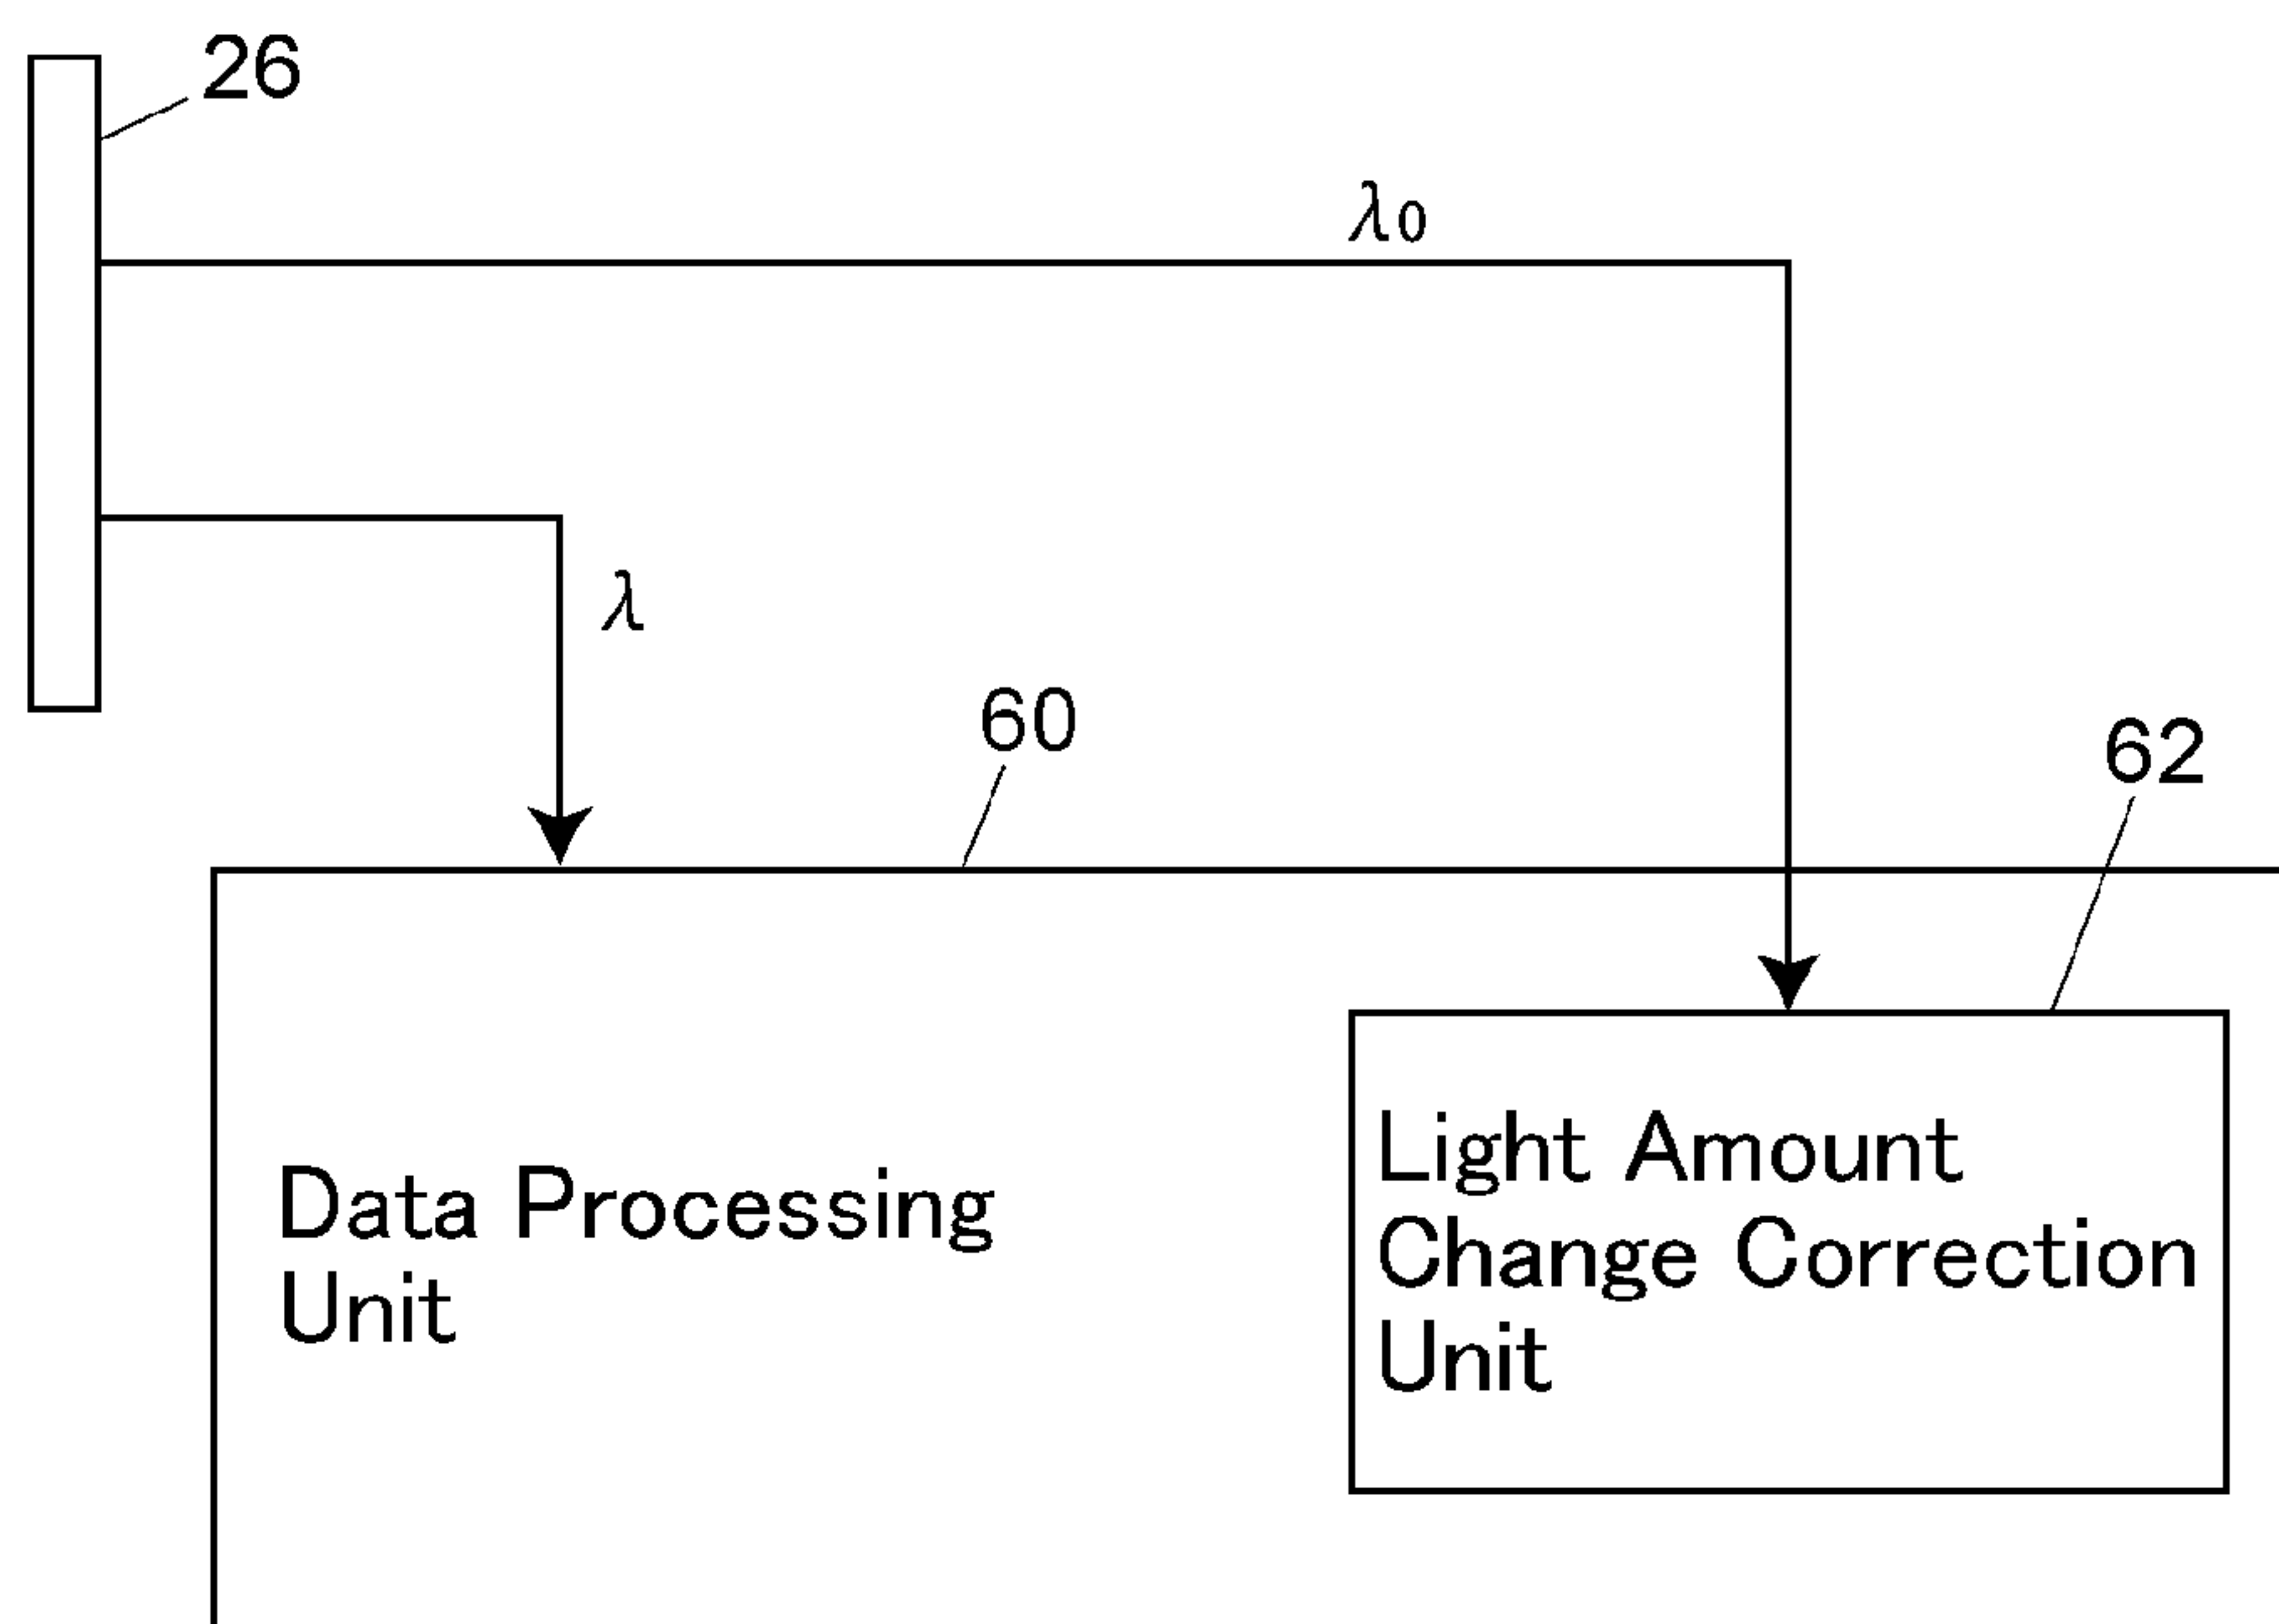 26
λ0
λ
60
62
Data Processing
Unit
Light Amount
Change Correction
Unit